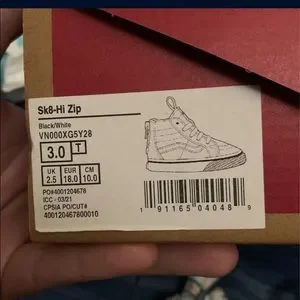 Sk8-Hi Zip
Black/White
VN000XG5Y28
3.0 T
UK EUR CM
2.5 18.0 10.0
PO#4001204678
ICC - 03/21
CPSIA PO/CUT#
400120467800010
1 91165 04048 9